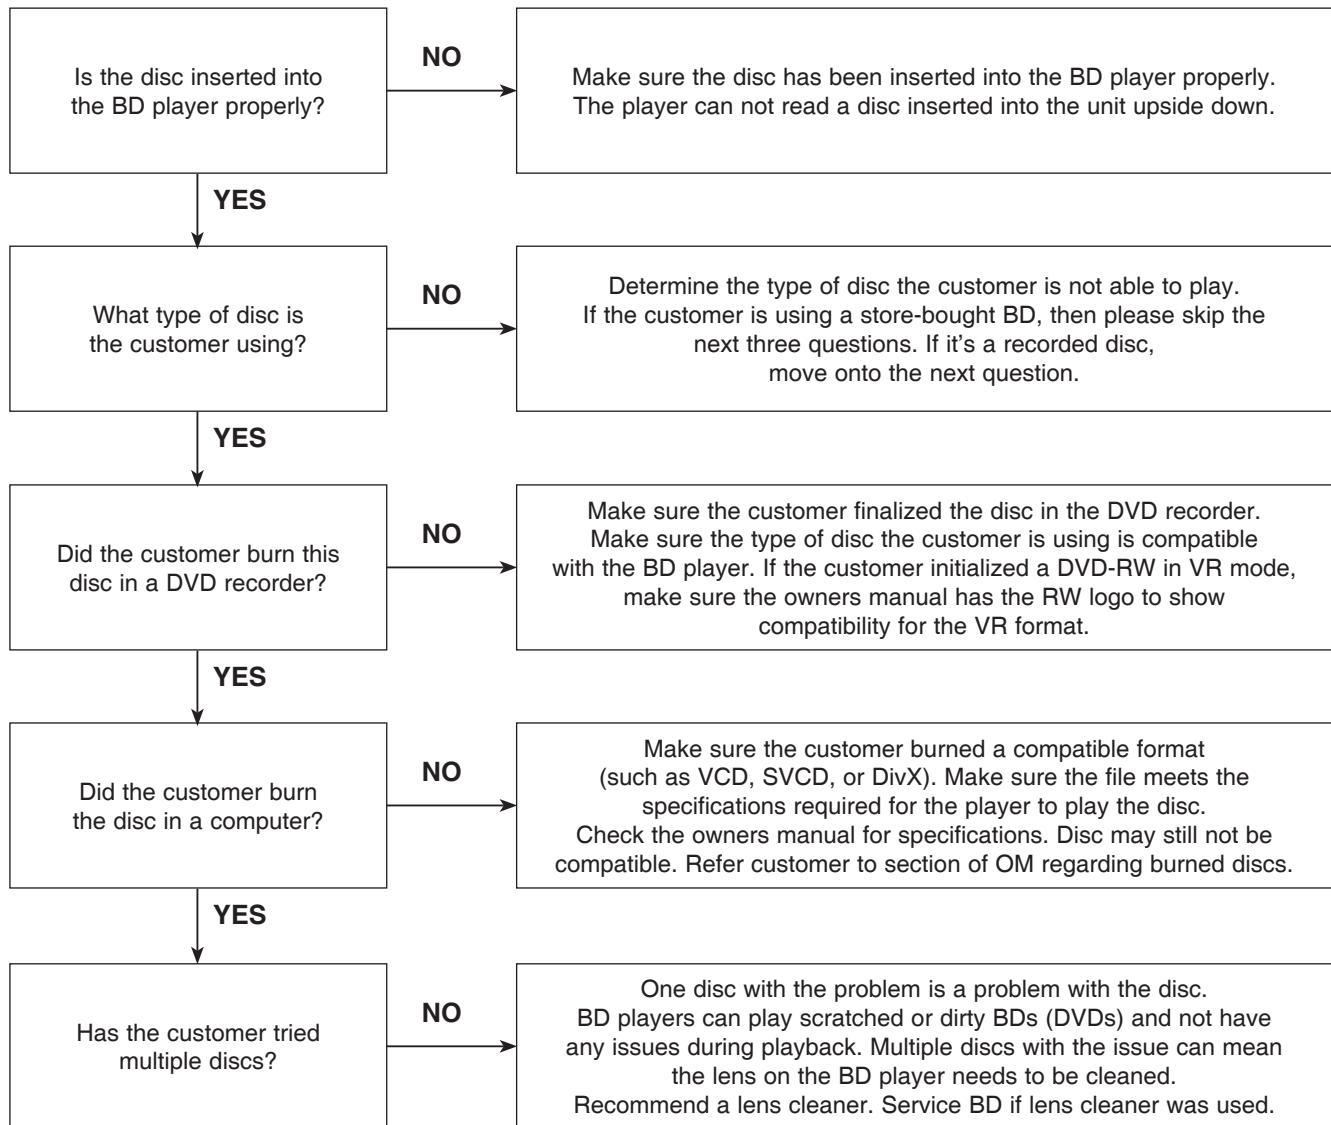 Is the disc inserted into
the BD player properly?
NO
Make sure the disc has been inserted into the BD player properly.
The player can not read a disc inserted into the unit upside down.
YES
What type of disc is
the customer using?
NO
Determine the type of disc the customer is not able to play.
If the customer is using a store-bought BD, then please skip the
next three questions. If it's a recorded disc,
move onto the next question.
YES
Did the customer burn this
disc in a DVD recorder?
NO
Make sure the customer finalized the disc in the DVD recorder.
Make sure the type of disc the customer is using is compatible
with the BD player. If the customer initialized a DVD-RW in VR mode,
make sure the owners manual has the RW logo to show
compatibility for the VR format.
YES
Did the customer burn
the disc in a computer?
NO
Make sure the customer burned a compatible format
(such as VCD, SVCD, or DivX). Make sure the file meets the
specifications required for the player to play the disc.
Check the owners manual for specifications. Disc may still not be
compatible. Refer customer to section of OM regarding burned discs.
YES
Has the customer tried
multiple discs?
NO
One disc with the problem is a problem with the disc.
BD players can play scratched or dirty BDs (DVDs) and not have
any issues during playback. Multiple discs with the issue can mean
the lens on the BD player needs to be cleaned.
Recommend a lens cleaner. Service BD if lens cleaner was used.